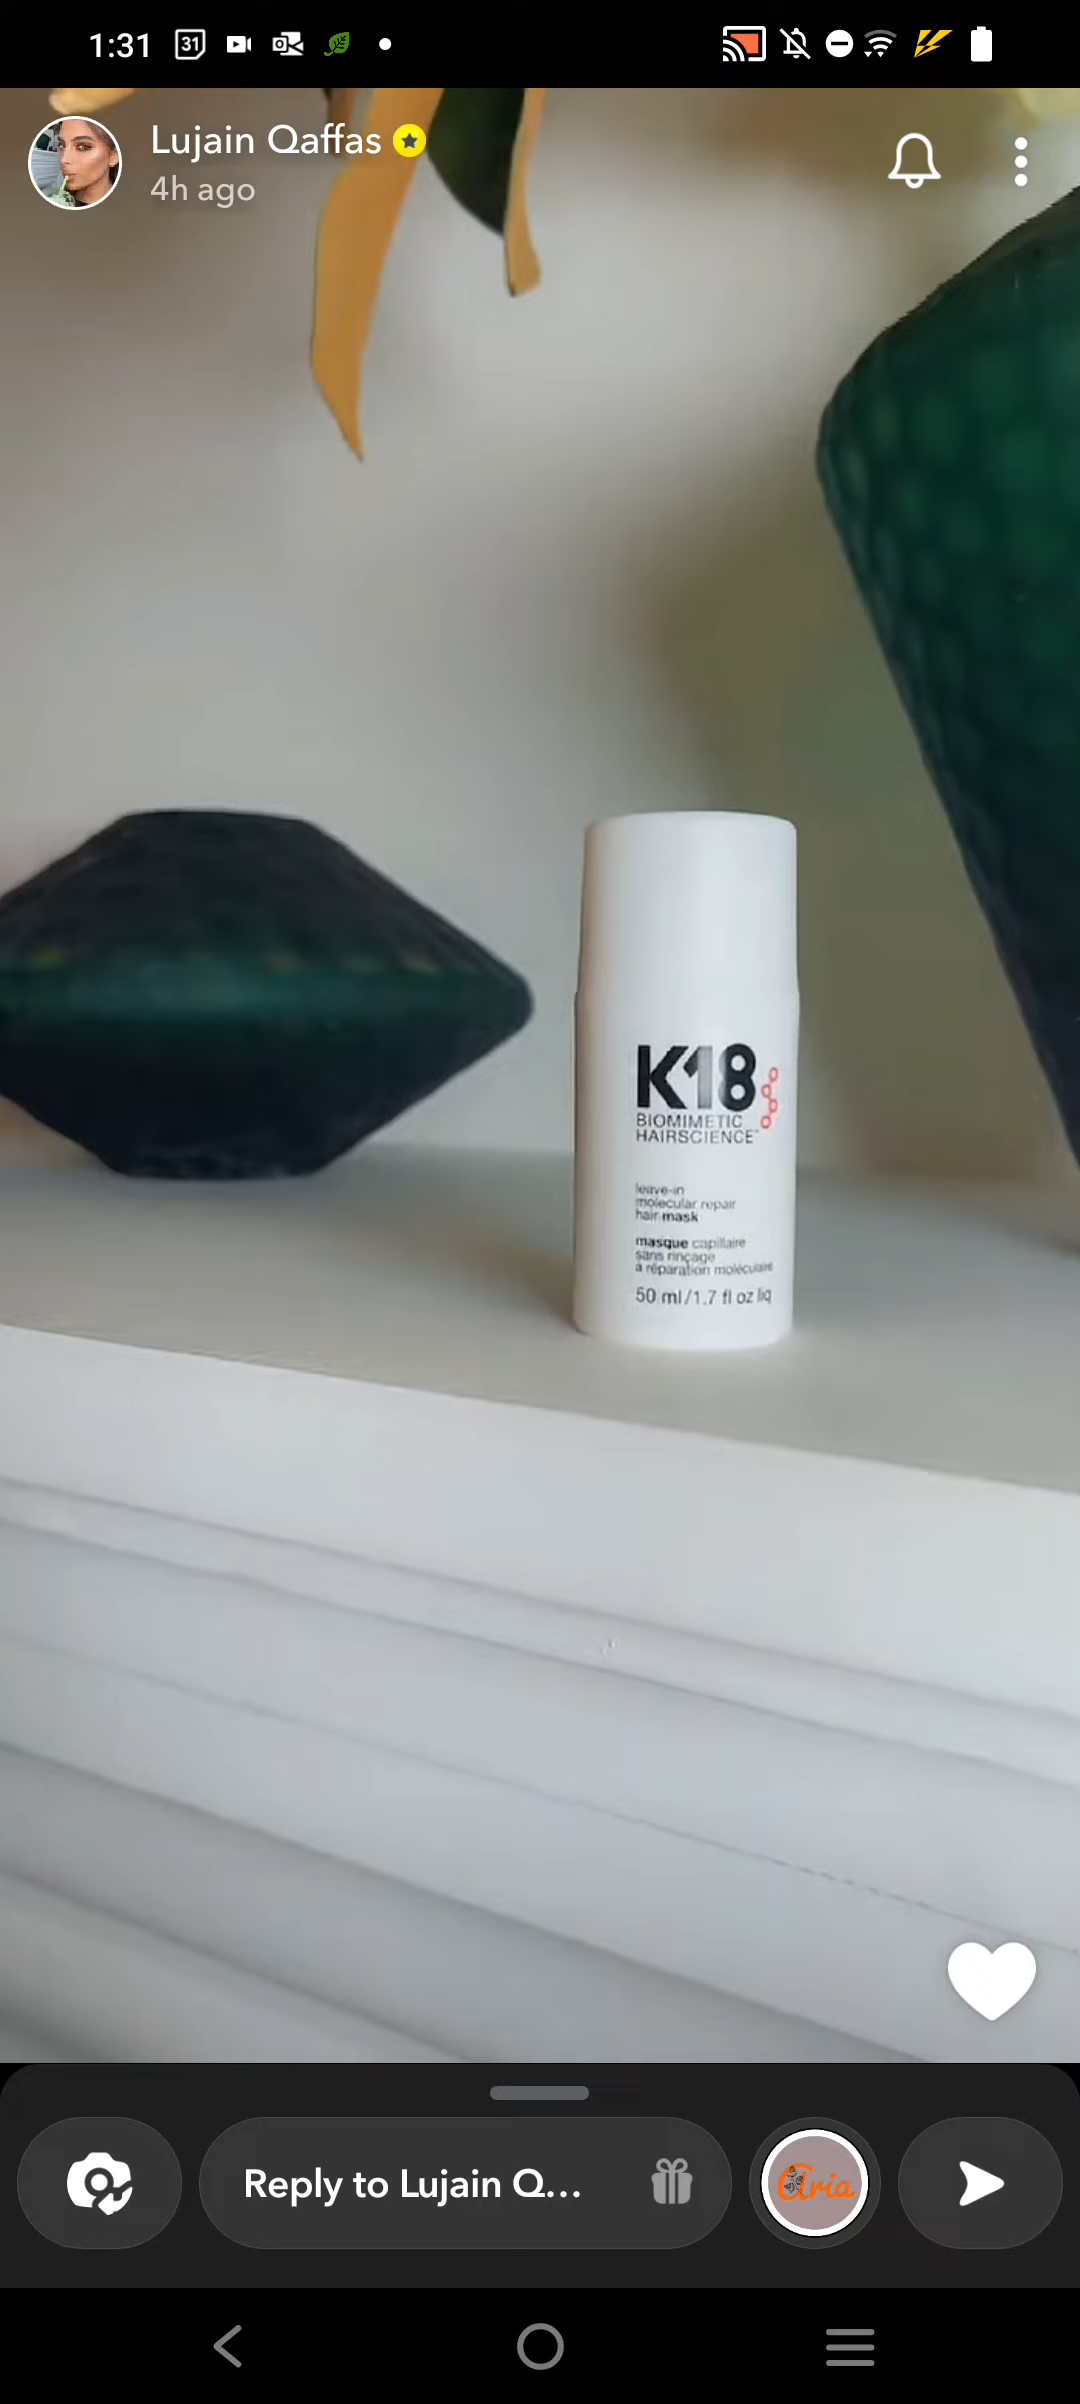 1:31
31
Lujain Qaffas
4h ago
K18
BIOMIMETIC
HAIRSCIENCE
leave-in
molecular repair
hair mask
masque capillaire
sans rinçage
à réparation moléculaire
50 ml/1.7 fl oz liq
Reply to Lujain Q...
aria